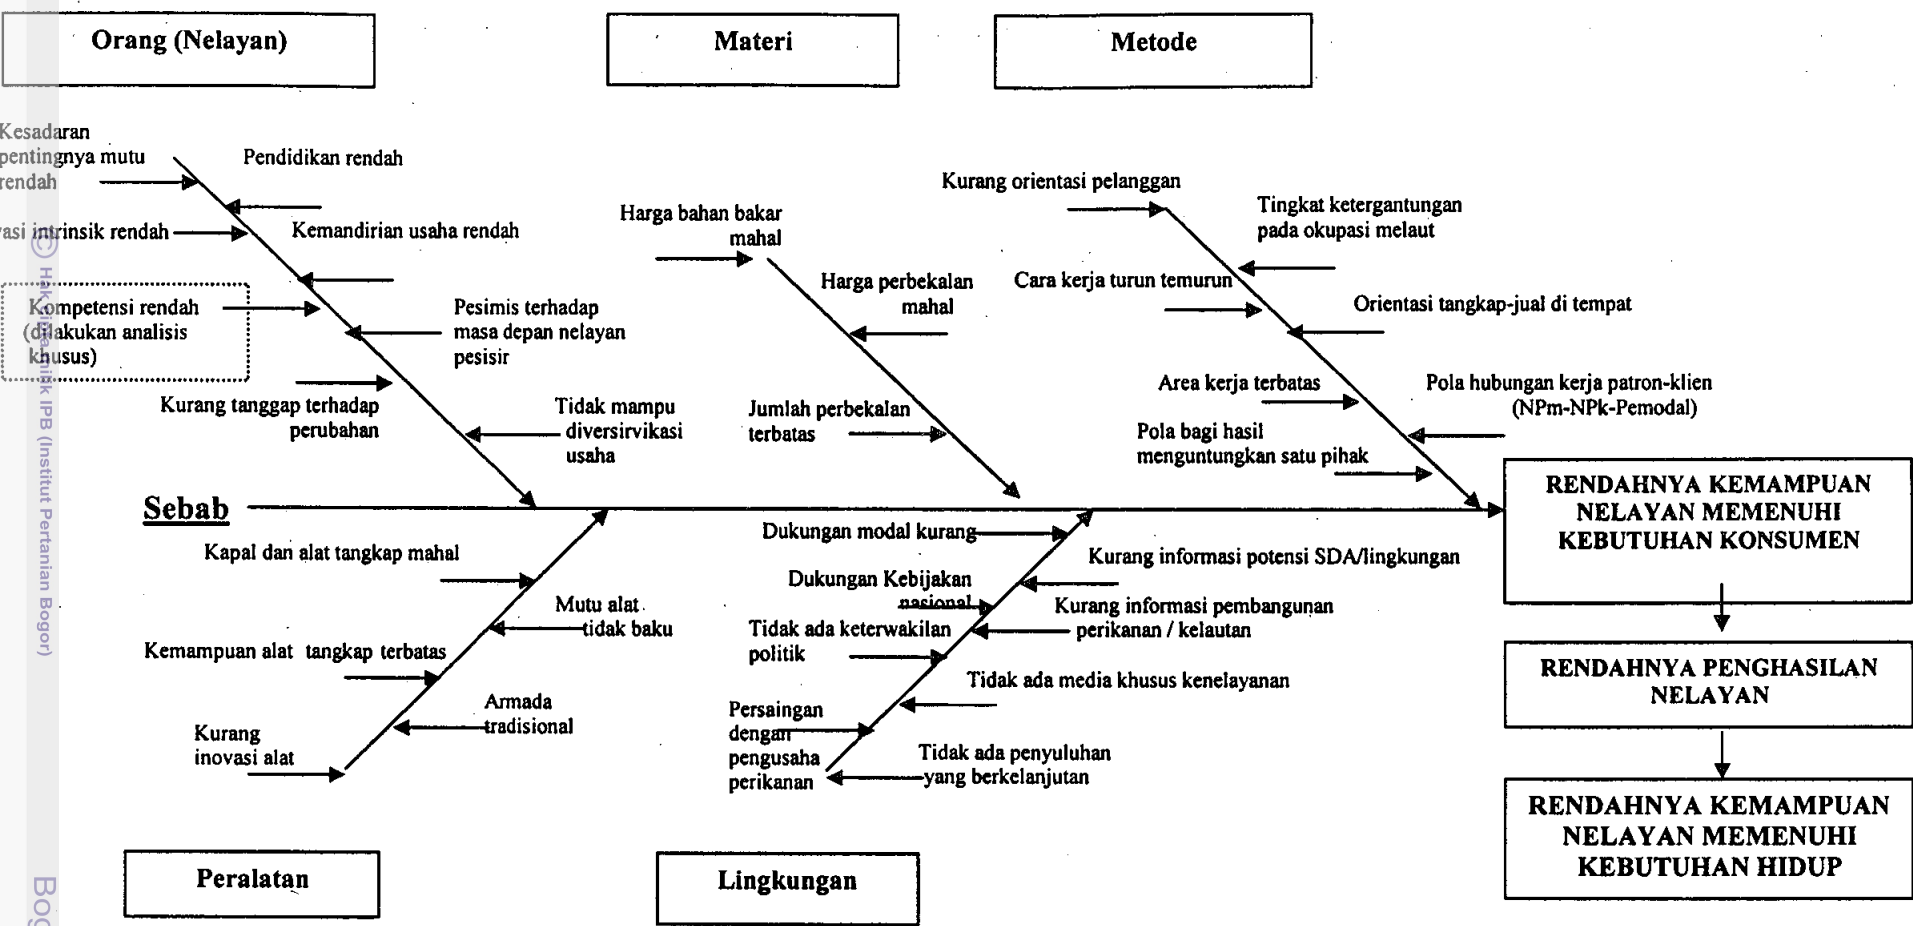 Orang (Nelayan)
Materi
Metode
Kesadaran
pentingnya mutu
rendah
Pendidikan rendah
intrinsik rendah
Kemandirian usaha rendah
Kompetensi rendah
(dilakukan analisis
khusus)
Pesimis terhadap
masa depan nelayan
pesisir
Kurang tanggap terhadap
perubahan
Tidak mampu
diversirvikasi
usaha
Harga bahan bakar
mahal
Harga perbekalan
mahal
Jumlah perbekalan
terbatas
Kurang orientasi pelanggan
Tingkat ketergantungan
pada okupasi melaut
Cara kerja turun temurun
Orientasi tangkap-jual di tempat
Area kerja terbatas
Pola hubungan kerja patron-klien
(NPm-NPk-Pemodal)
Pola bagi hasil
menguntungkan satu pihak
Sebab
Kapal dan alat tangkap mahal
Mutu alat
tidak baku
Kemampuan alat tangkap terbatas
Armada
tradisional
Kurang
inovasi alat
Dukungan modal kurang
Kurang informasi potensi SDA/lingkungan
Dukungan Kebijakan
nasional
Kurang informasi pembangunan
perikanan / kelautan
Tidak ada keterwakilan
politik
Tidak ada media khusus kenelayanan
Persaingan
dengan
pengusaha
perikanan
Tidak ada penyuluhan
yang berkelanjutan
RENDAHNYA KEMAMPUAN
NELAYAN MEMENUHI
KEBUTUHAN KONSUMEN
RENDAHNYA PENGHASILAN
NELAYAN
RENDAHNYA KEMAMPUAN
NELAYAN MEMENUHI
KEBUTUHAN HIDUP
Peralatan
Lingkungan
© Hak cipta milik IPB (Institut Pertanian Bogor)